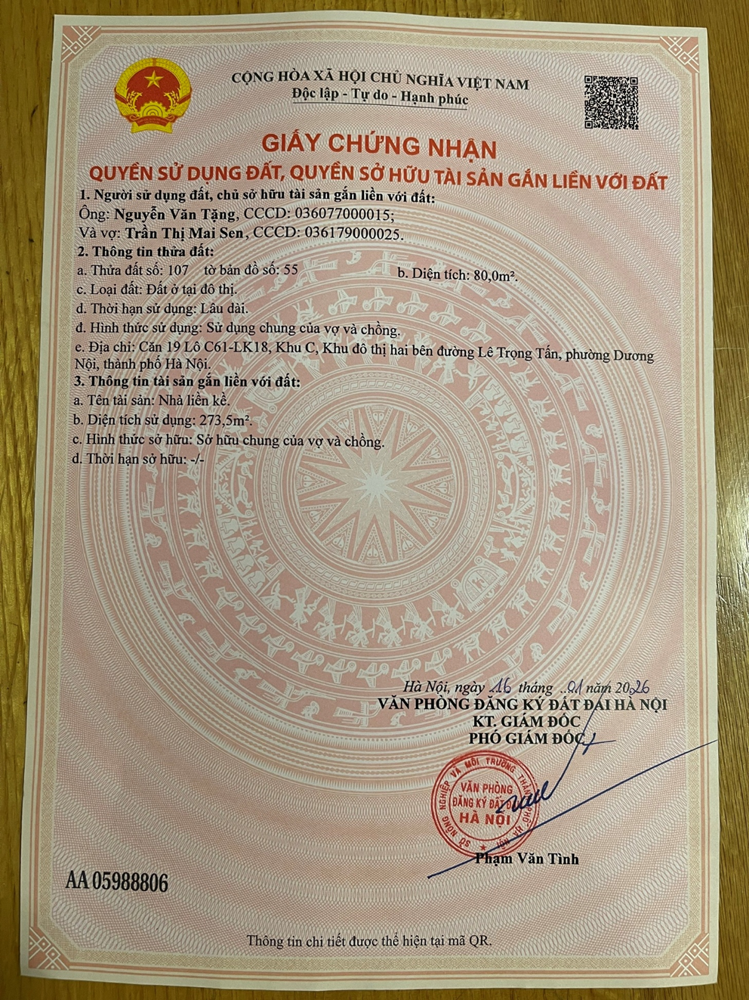 CỘNG HÒA XÃ HỘI CHỦ NGHĨA VIỆT NAM
Độc lập - Tự do - Hạnh phúc
GIẤY CHỨNG NHẬN
QUYỀN SỬ DỤNG ĐẤT, QUYỀN SỞ HỮU TÀI SẢN GẮN LIỀN VỚI ĐẤT
1. Người sử dụng đất, chủ sở hữu tài sản gắn liền với đất:
Ông: Nguyễn Văn Tặng, CCCD: 036077000015;
Và vợ: Trần Thị Mai Sen, CCCD: 036179000025.
2. Thông tin thửa đất:
a. Thửa đất số: 107 tờ bản đồ số: 55 b. Diện tích: 80,0m².
c. Loại đất: Đất ở tại đô thị.
d. Thời hạn sử dụng: Lâu dài.
đ. Hình thức sử dụng: Sử dụng chung của vợ và chồng.
e. Địa chỉ: Căn 19 Lô C61-LK18, Khu C, Khu đô thị hai bên đường Lê Trọng Tấn, phường Dương
Nội, thành phố Hà Nội.
3. Thông tin tài sản gắn liền với đất:
a. Tên tài sản: Nhà liền kề.
b. Diện tích sử dụng: 273,5m².
c. Hình thức sở hữu: Sở hữu chung của vợ và chồng.
d. Thời hạn sở hữu: -/-
Hà Nội, ngày 16 tháng 01 năm 2026
VĂN PHÒNG ĐĂNG KÝ ĐẤT ĐAI HÀ NỘI
KT. GIÁM ĐỐC
PHÓ GIÁM ĐỐC
SỞ NÔNG NGHIỆP VÀ MÔI TRƯỜNG THÀNH PHỐ HÀ NỘI
VĂN PHÒNG
ĐĂNG KÝ ĐẤT
HÀ NỘI
Phạm Văn Tình
AA 05988806
Thông tin chi tiết được thể hiện tại mã QR.